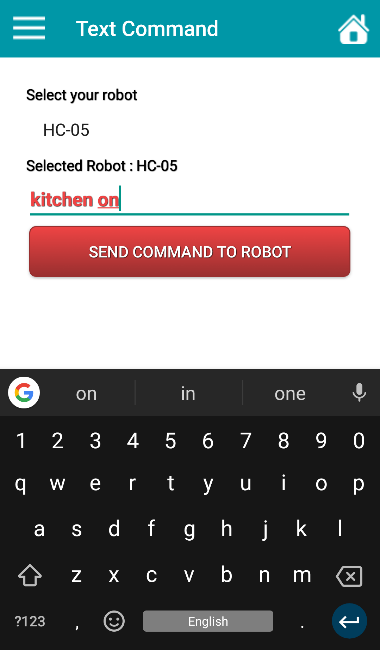 Text Command
Select your robot
HC-05
Selected Robot : HC-05
kitchen on
SEND COMMAND TO ROBOT
G on in one
1 2 3 4 5 6 7 8 9 0
q w e r t y u i o p
a s d f g h j k l
z x c v b n m
?123 , English .